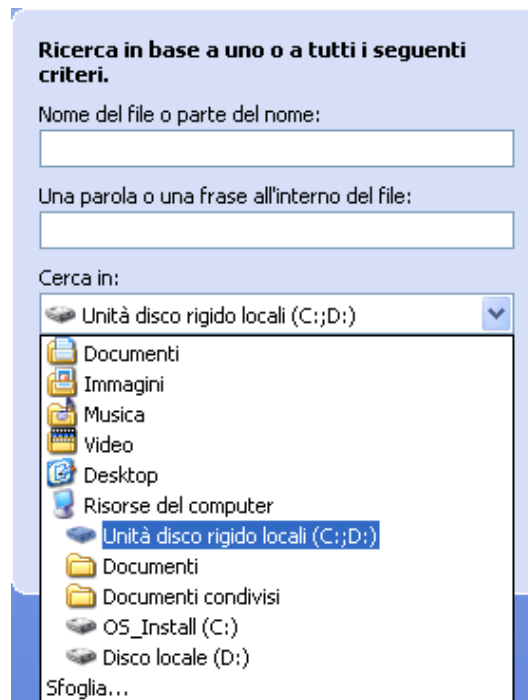 Ricerca in base a uno o a tutti i seguenti
criteri.
Nome del file o parte del nome:
Una parola o una frase all'interno del file:
Cerca in:
Unità disco rigido locali (C:;D:)
Documenti
Immagini
Musica
Video
Desktop
Risorse del computer
Unità disco rigido locali (C:;D:)
Documenti
Documenti condivisi
OS_Install (C:)
Disco locale (D:)
Sfoglia...